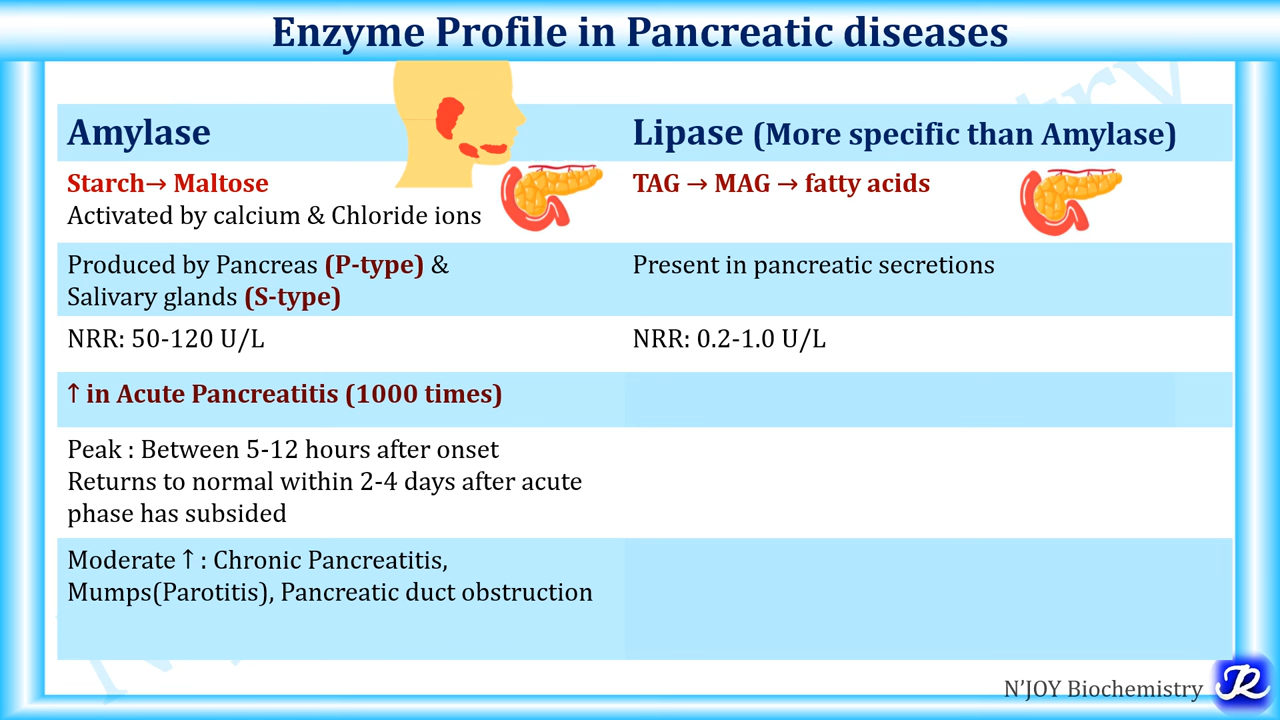 Enzyme Profile in Pancreatic diseases
Amylase
Lipase (More specific than Amylase)
Starch→ Maltose
Activated by calcium & Chloride ions
TAG → MAG → fatty acids
Produced by Pancreas (P-type) &
Salivary glands (S-type)
Present in pancreatic secretions
NRR: 50-120 U/L
NRR: 0.2-1.0 U/L
↑ in Acute Pancreatitis (1000 times)
Peak : Between 5-12 hours after onset
Returns to normal within 2-4 days after acute
phase has subsided
Moderate ↑ : Chronic Pancreatitis,
Mumps(Parotitis), Pancreatic duct obstruction
N'JOY Biochemistry